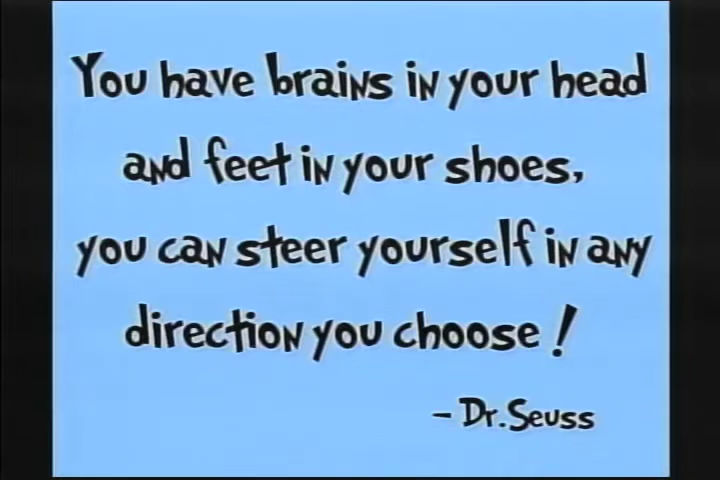 You have brains in your head
and feet in your shoes,
you can steer yourself in any
direction you choose!
- Dr. Seuss